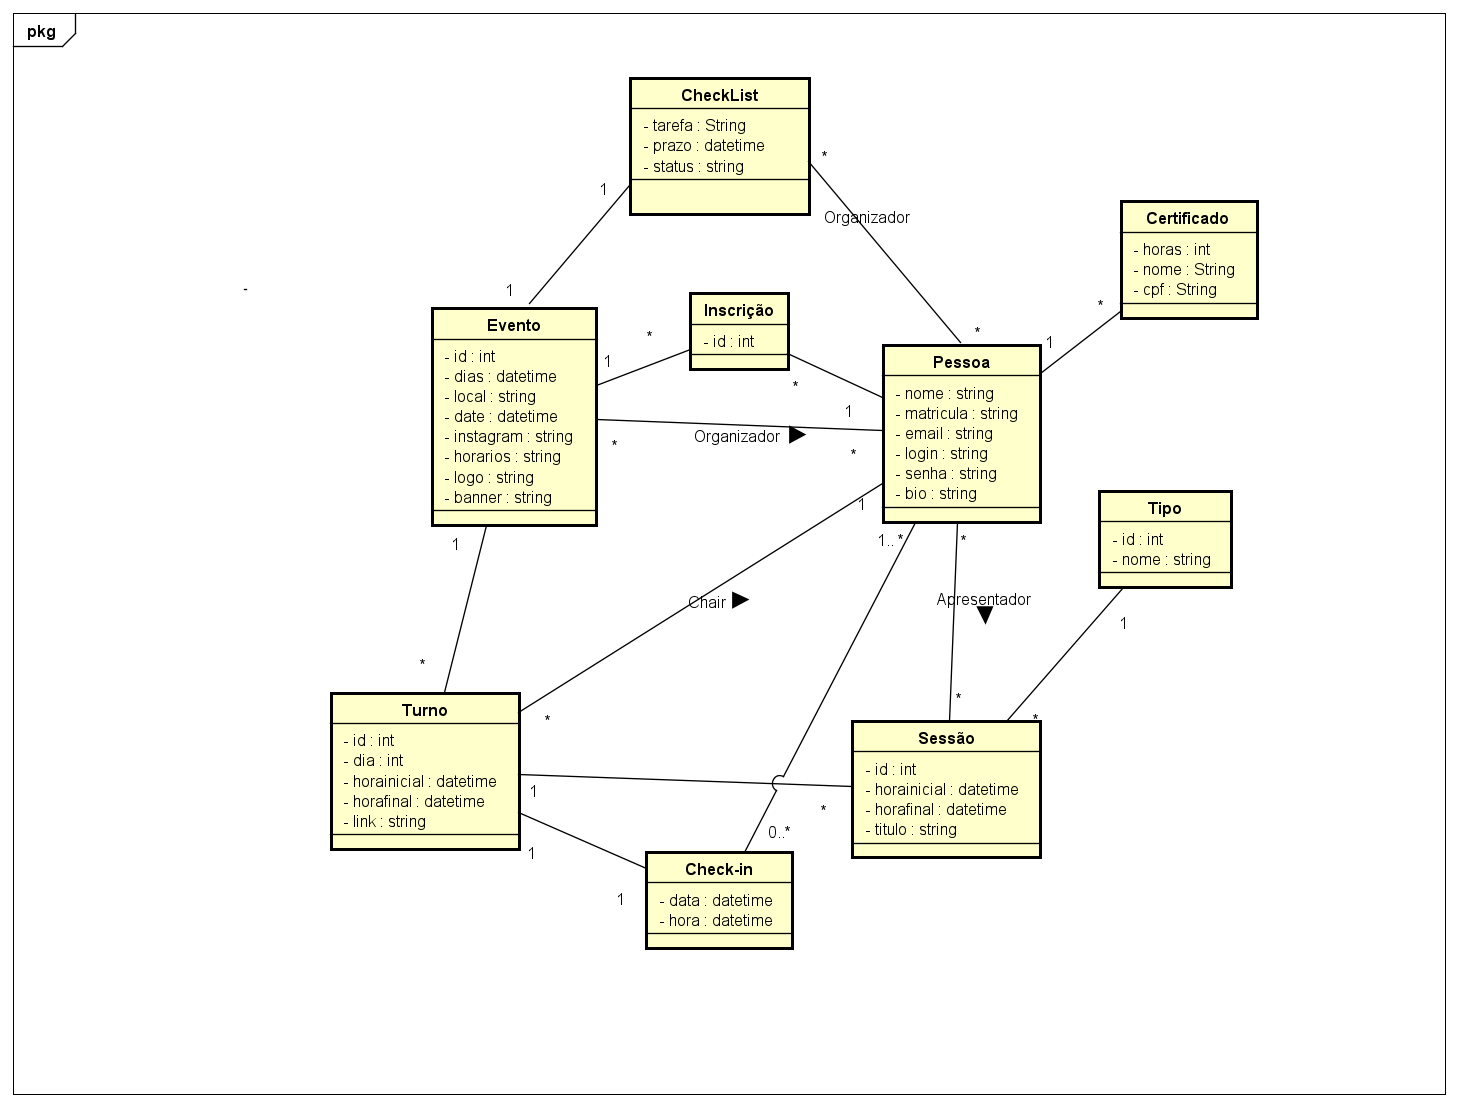 pkg
CheckList
- tarefa : String
- prazo : datetime
- status : string
*
1
Organizador
Certificado
- horas : int
- nome : String
- cpf : String
*
1
-
1
Inscrição
- id : int
*
1
*
1
Evento
- id : int
- dias : datetime
- local : string
- date : datetime
- instagram : string
- horarios : string
- logo : string
- banner : string
*
Pessoa
- nome : string
- matricula : string
- email : string
- login : string
- senha : string
- bio : string
Organizador
*
*
1
1
1.. *
*
Tipo
- id : int
- nome : string
Chair
Apresentador
1
*
*
*
*
Turno
- id : int
- dia : int
- horainicial : datetime
- horafinal : datetime
- link : string
Sessão
- id : int
- horainicial : datetime
- horafinal : datetime
- titulo : string
1
*
0..*
1
1
Check-in
- data : datetime
- hora : datetime